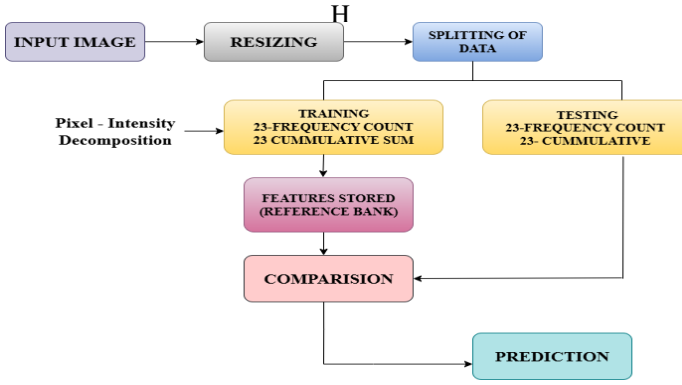 H
INPUT IMAGE
RESIZING
SPLITTING OF
DATA
Pixel - Intensity
Decomposition
TRAINING
23-FREQUENCY COUNT
23 CUMMULATIVE SUM
TESTING
23-FREQUENCY COUNT
23- CUMMULATIVE
FEATURES STORED
(REFERENCE BANK)
COMPARISION
PREDICTION